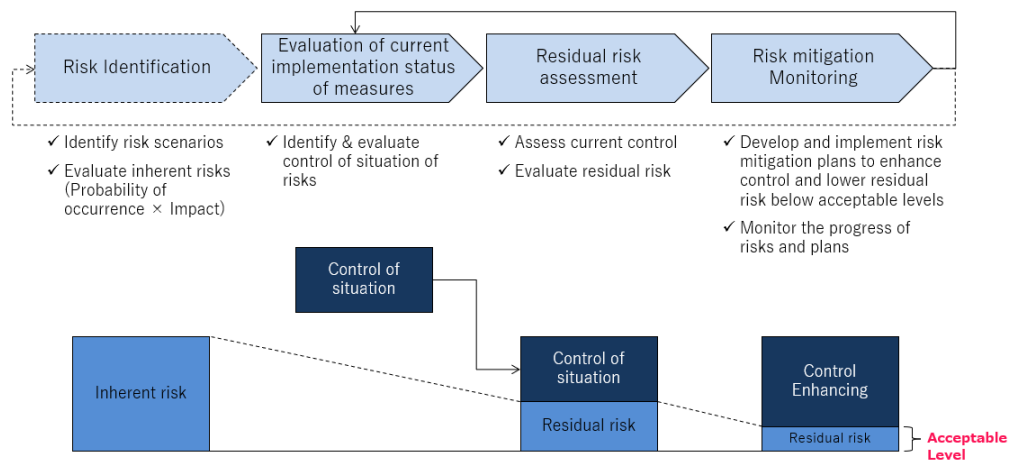 Risk Identification
Evaluation of current
implementation status
of measures
Residual risk
assessment
Risk mitigation
Monitoring
✓ Identify risk scenarios
✓ Evaluate inherent risks
(Probability of
occurrence × Impact)
✓ Identify & evaluate
control of situation of
risks
✓ Assess current control
✓ Evaluate residual risk
✓ Develop and implement risk
mitigation plans to enhance
control and lower residual
risk below acceptable levels
✓ Monitor the progress of
risks and plans
Control of
situation
Inherent risk
Control of
situation
Residual risk
Control
Enhancing
Residual risk
Acceptable
Level